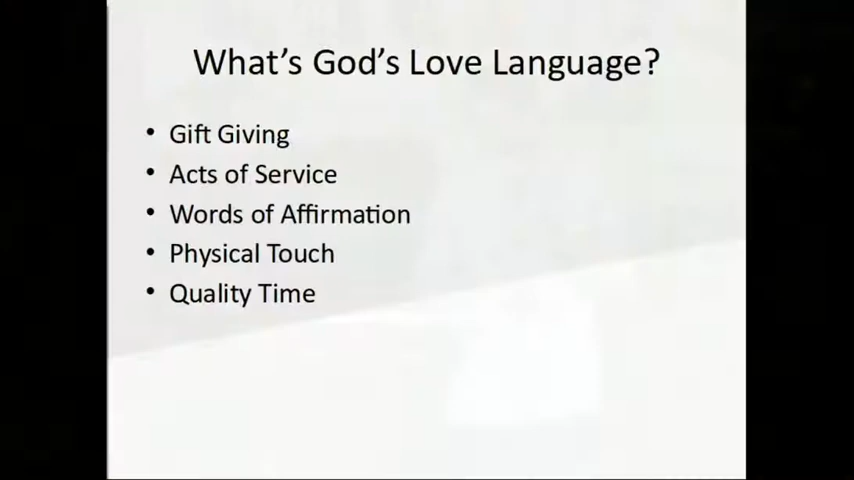 What’s God’s Love Language?
• Gift Giving
• Acts of Service
• Words of Affirmation
• Physical Touch
• Quality Time